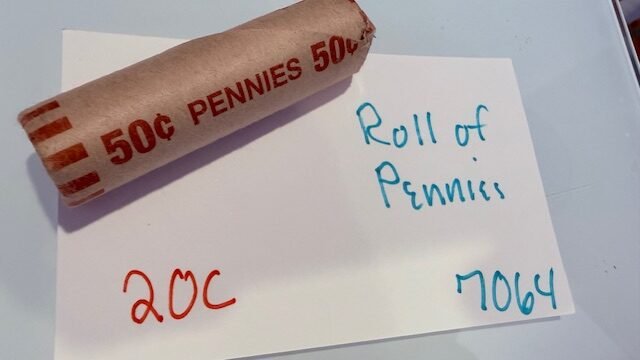 50¢ PENNIES 50¢
Roll of
Pennies
20C
7064